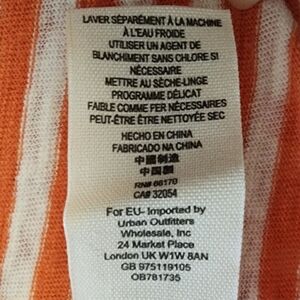 LAVER SÉPARÉMENT À LA MACHINE
À L'EAU FROIDE
UTILISER UN AGENT DE
BLANCHIMENT SANS CHLORE SI
NÉCESSAIRE
METTRE AU SÈCHE-LINGE
PROGRAMME DÉLICAT
FAIBLE COMME FER NÉCESSAIRES
PEUT-ÊTRE ÊTRE NETTOYÉE SEC
HECHO EN CHINA
FABRICADO NA CHINA
中國制造
中國製
RN# 66170
CA# 32054
For EU- Imported by
Urban Outfitters
Wholesale, Inc
24 Market Place
London UK W1W 8AN
GB 975119105
OB781735